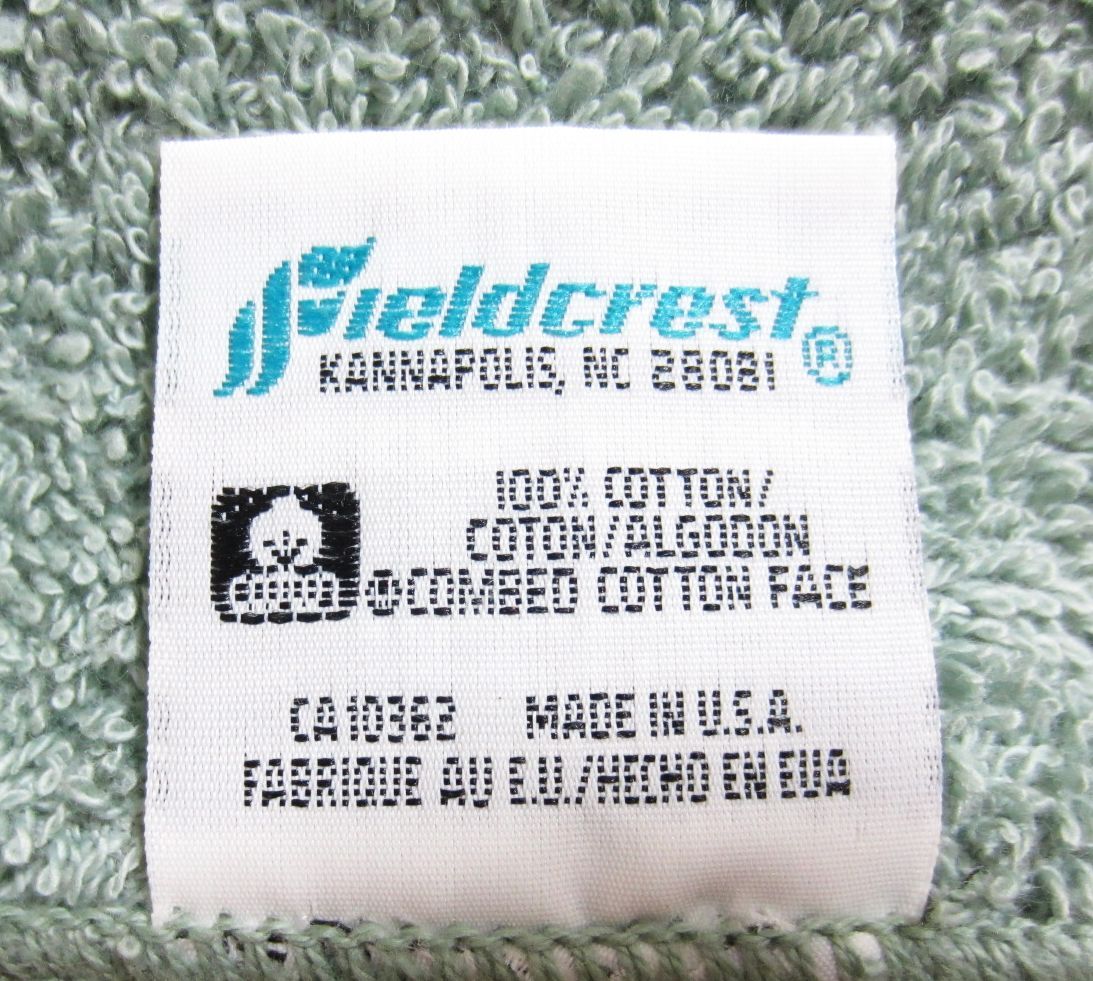 fieldcrest®
KANNAPOLIS, NC 28081
100% COTTON/
COTON/ALGODON
®COMBED COTTON FACE
CA10362 MADE IN U.S.A.
FABRIQUE AU E.U./HECHO EN EUA